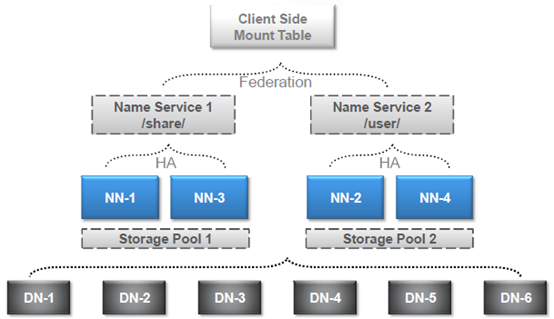 Client Side
Mount Table
Federation
Name Service 1
/share/
Name Service 2
/user/
HA
HA
NN-1
NN-3
NN-2
NN-4
Storage Pool 1
Storage Pool 2
DN-1
DN-2
DN-3
DN-4
DN-5
DN-6